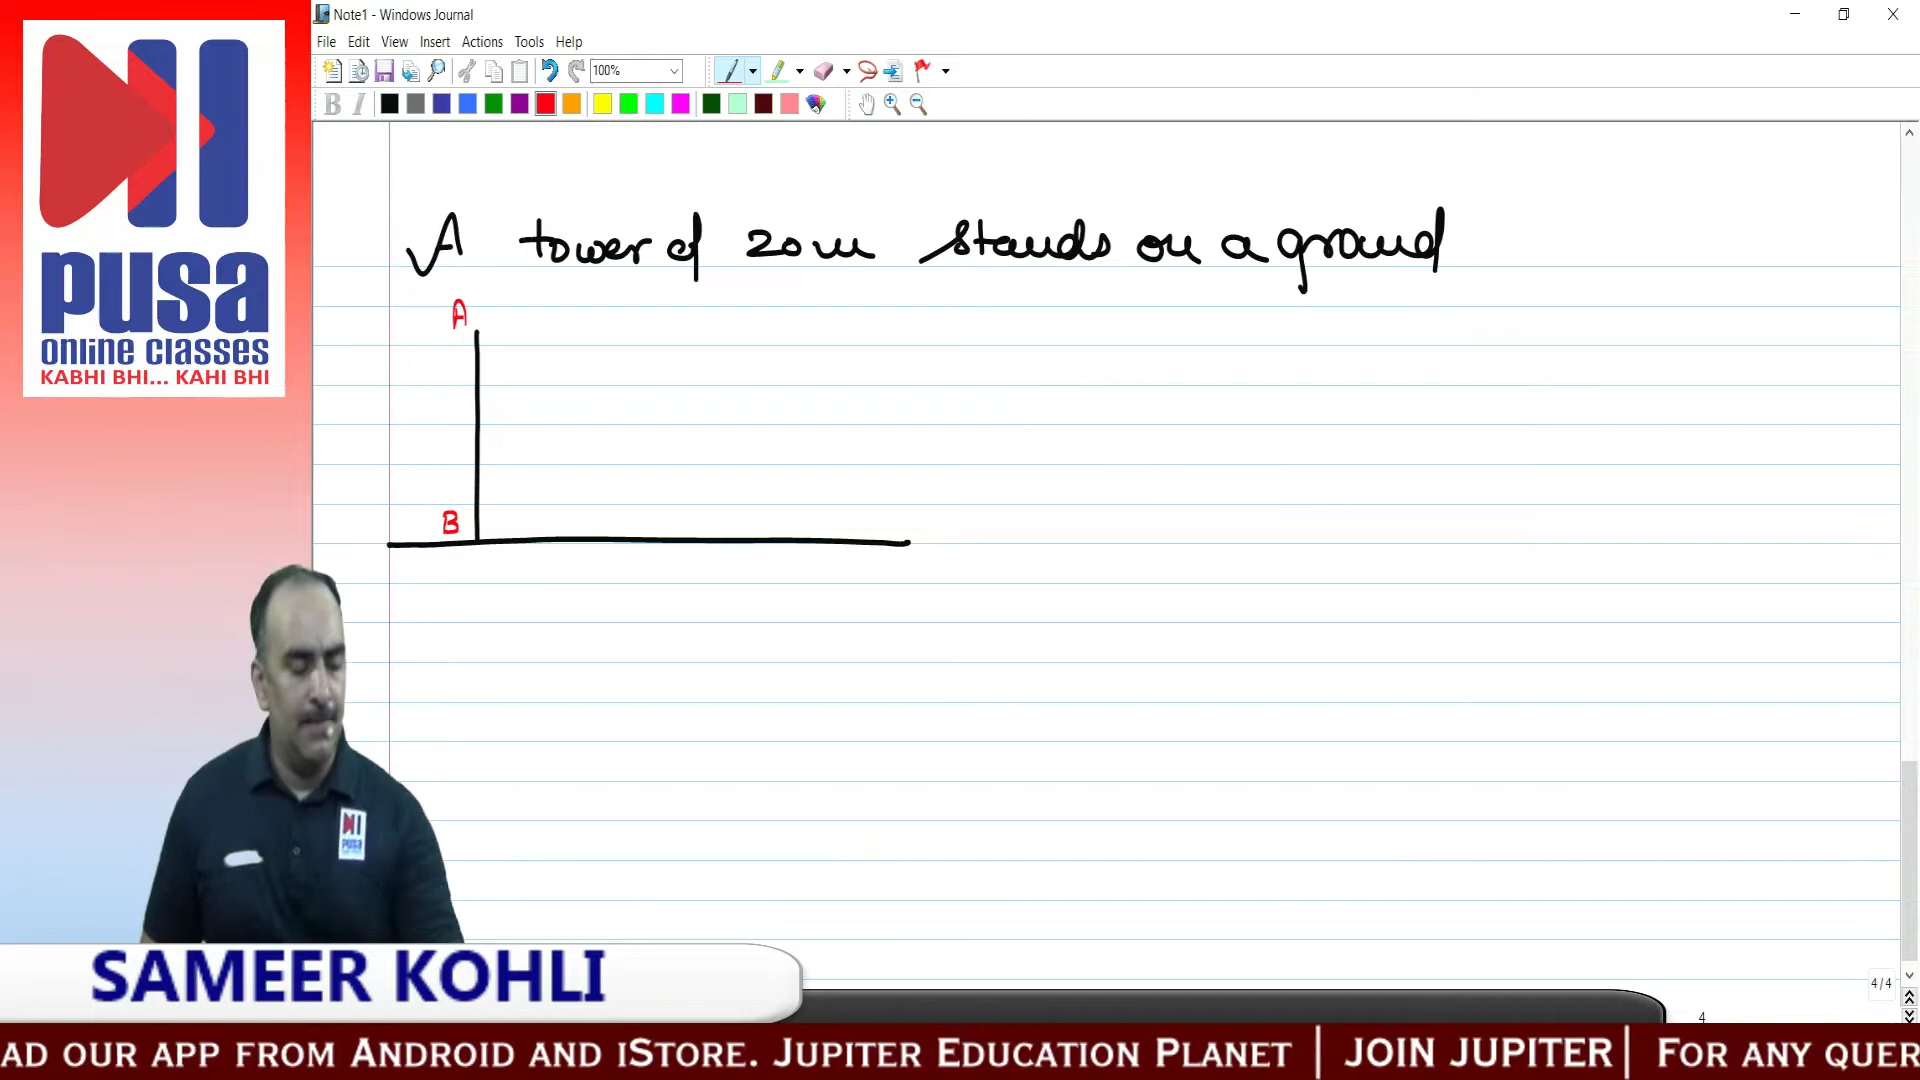 Note1 - Windows Journal
File Edit View Insert Actions Tools Help
100%
B I
PUSA
online classes
KABHI BHI... KAHI BHI
A tower of 20m stands on a ground
A
B
PUSA
SAMEER KOHLI
4/4
4
AD OUR APP FROM ANDROID AND ISTORE. JUPITER EDUCATION PLANET | JOIN JUPITER | FOR ANY QUER